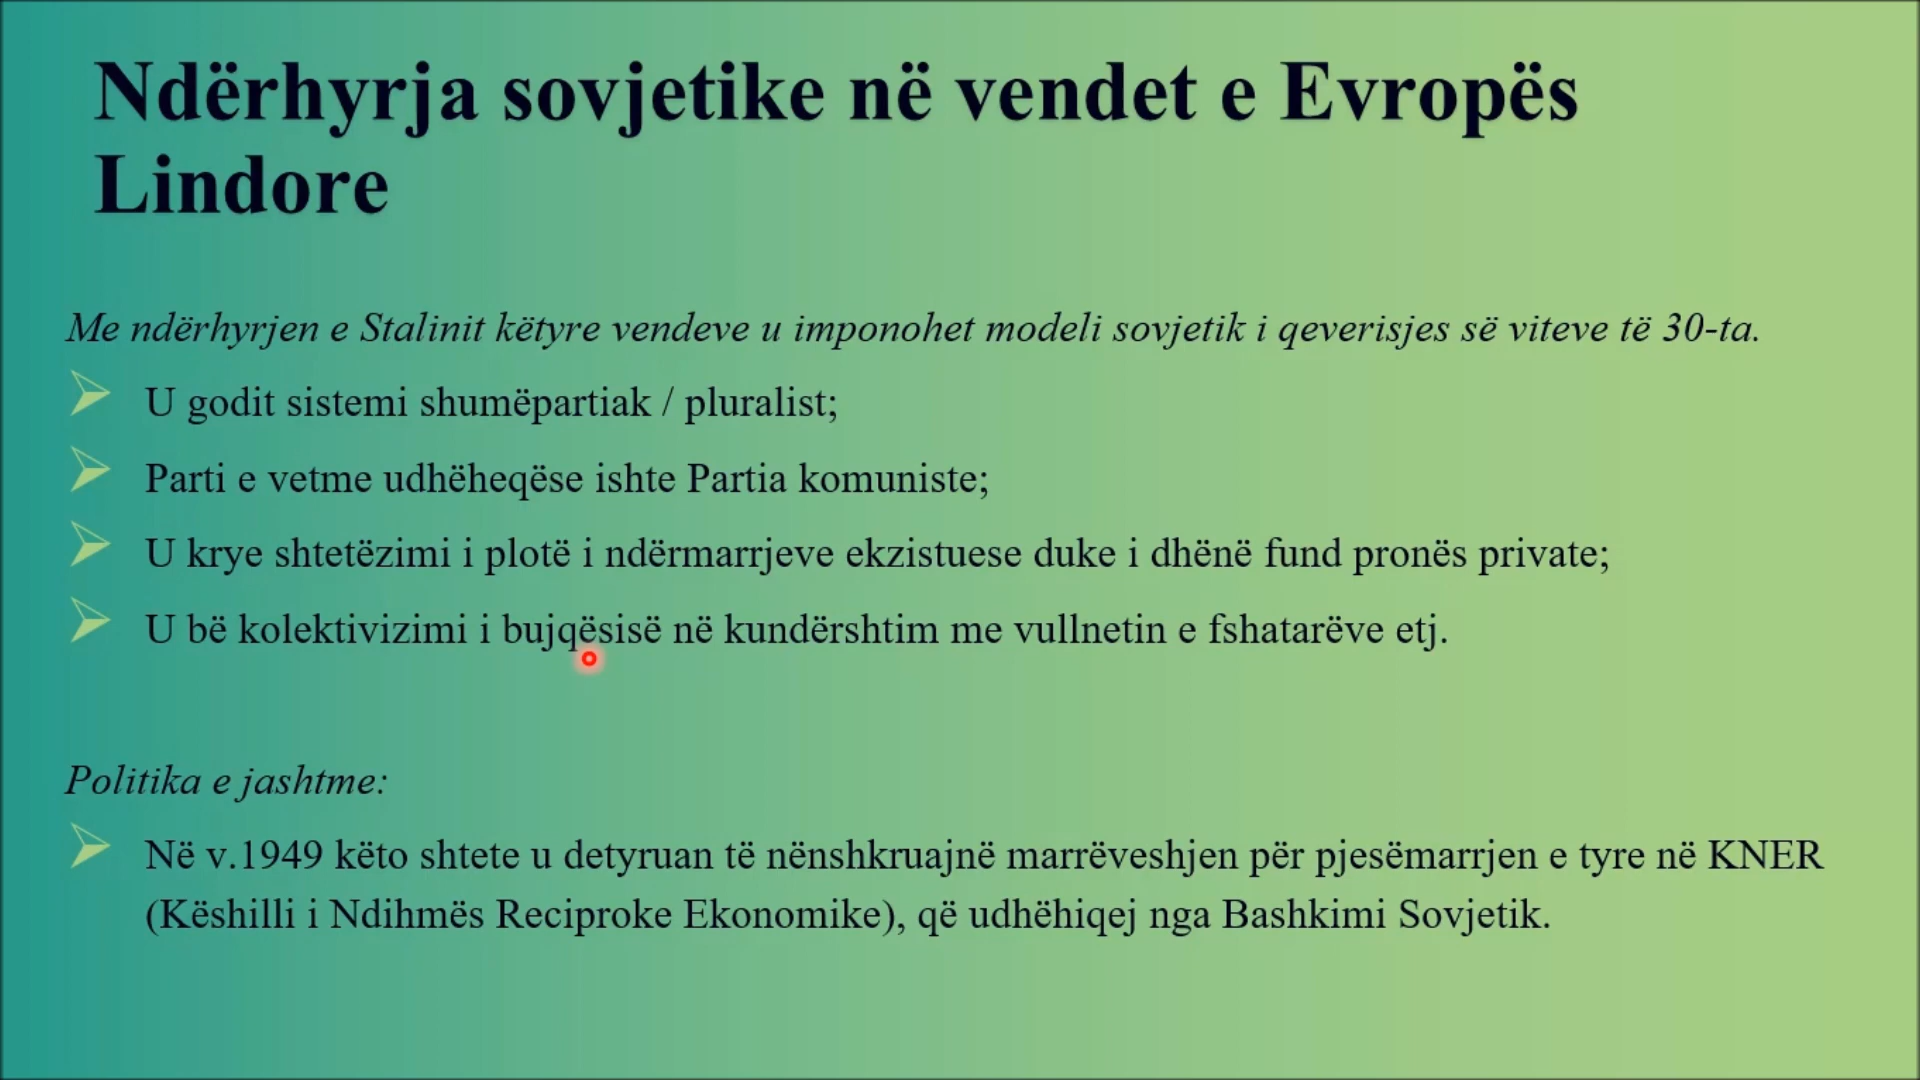 Ndërhyrja sovjetike në vendet e Evropës
Lindore
Me ndërhyrjen e Stalinit këtyre vendeve u imponohet modeli sovjetik i qeverisjes së viteve të 30-ta.
U godit sistemi shumëpartiak / pluralist;
Parti e vetme udhëheqëse ishte Partia komuniste;
U krye shtetëzimi i plotë i ndërmarrjeve ekzistuese duke i dhënë fund pronës private;
U bë kolektivizimi i bujqësisë në kundërshtim me vullnetin e fshatarëve etj.
Politika e jashtme:
Në v.1949 këto shtete u detyruan të nënshkruajnë marrëveshjen për pjesëmarrjen e tyre në KNER
(Këshilli i Ndihmës Reciproke Ekonomike), që udhëhiqej nga Bashkimi Sovjetik.